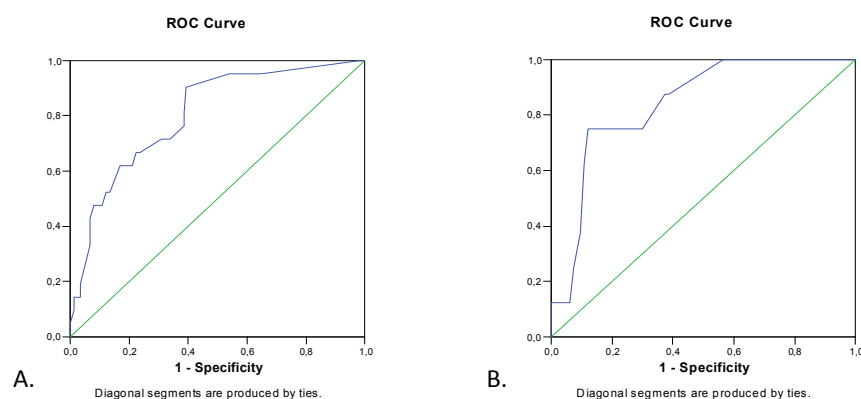 ROC Curve
1,0
0,8
0,6
0,4
0,2
0,0
0,0 0,2 0,4 0,6 0,8 1,0
1 - Specificity
A.
Diagonal segments are produced by ties.
ROC Curve
1,0
0,8
0,6
0,4
0,2
0,0
0,0 0,2 0,4 0,6 0,8 1,0
1 - Specificity
B.
Diagonal segments are produced by ties.